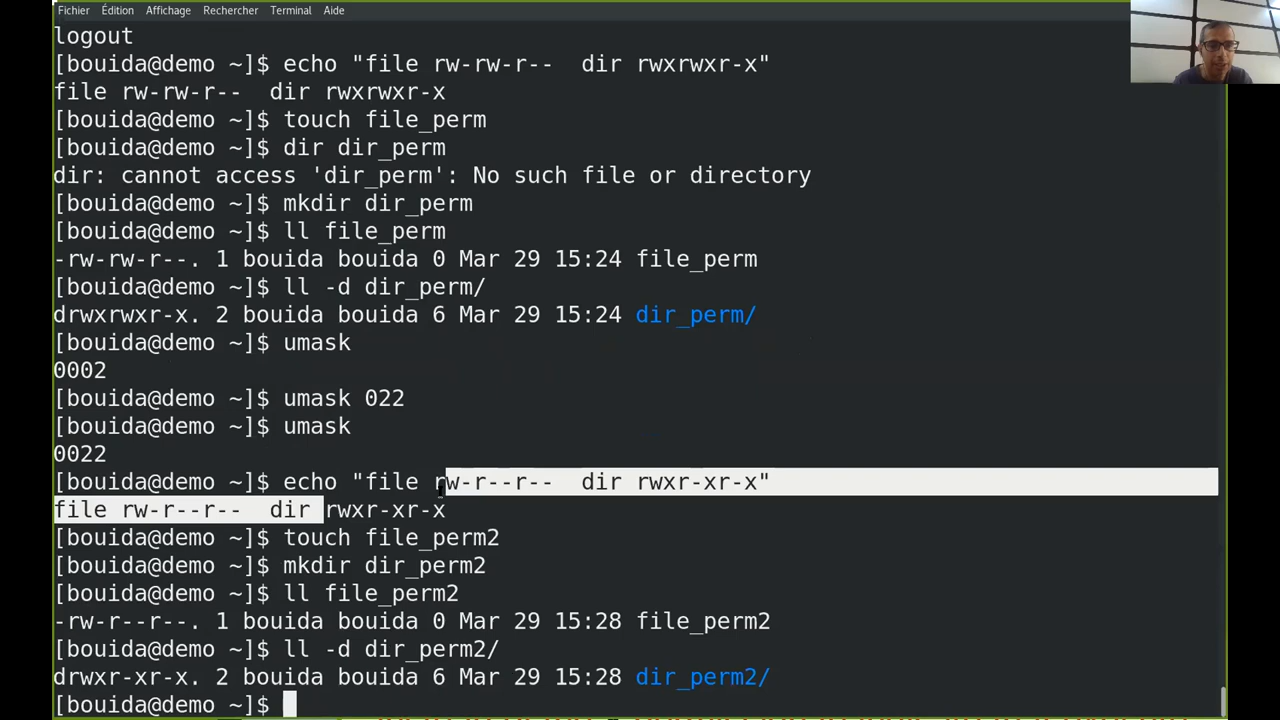 Fichier Édition Affichage Rechercher Terminal Aide
logout
[bouida@demo ~]$ echo "file rw-rw-r--  dir rwxrwxr-x"
file rw-rw-r--  dir rwxrwxr-x
[bouida@demo ~]$ touch file_perm
[bouida@demo ~]$ dir dir_perm
dir: cannot access 'dir_perm': No such file or directory
[bouida@demo ~]$ mkdir dir_perm
[bouida@demo ~]$ ll file_perm
-rw-rw-r--. 1 bouida bouida 0 Mar 29 15:24 file_perm
[bouida@demo ~]$ ll -d dir_perm/
drwxrwxr-x. 2 bouida bouida 6 Mar 29 15:24 dir_perm/
[bouida@demo ~]$ umask
0002
[bouida@demo ~]$ umask 022
[bouida@demo ~]$ umask
0022
[bouida@demo ~]$ echo "file rw-r--r--  dir rwxr-xr-x"
file rw-r--r--  dir rwxr-xr-x
[bouida@demo ~]$ touch file_perm2
[bouida@demo ~]$ mkdir dir_perm2
[bouida@demo ~]$ ll file_perm2
-rw-r--r--. 1 bouida bouida 0 Mar 29 15:28 file_perm2
[bouida@demo ~]$ ll -d dir_perm2/
drwxr-xr-x. 2 bouida bouida 6 Mar 29 15:28 dir_perm2/
[bouida@demo ~]$